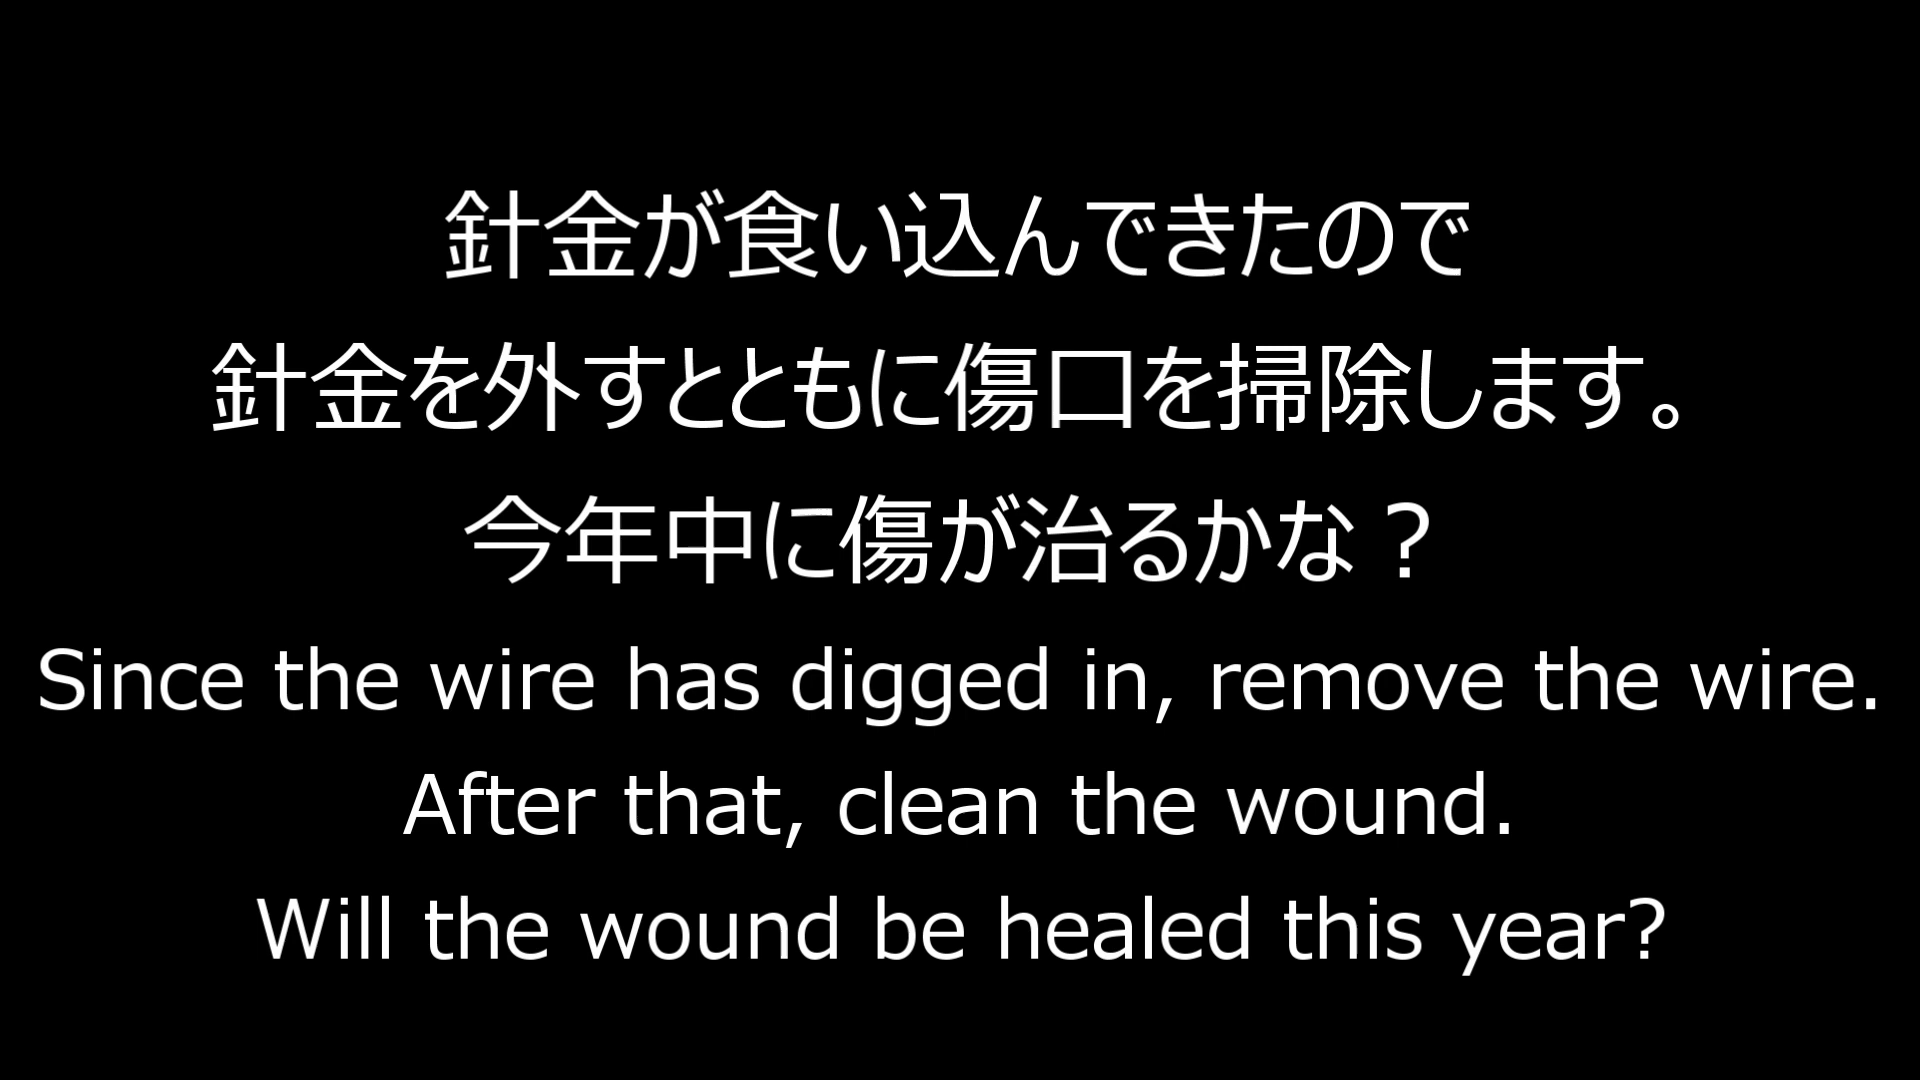 針金が食い込んできたので
針金を外すとともに傷口を掃除します。
今年中に傷が治るかな？
Since the wire has digged in, remove the wire.
After that, clean the wound.
Will the wound be healed this year?